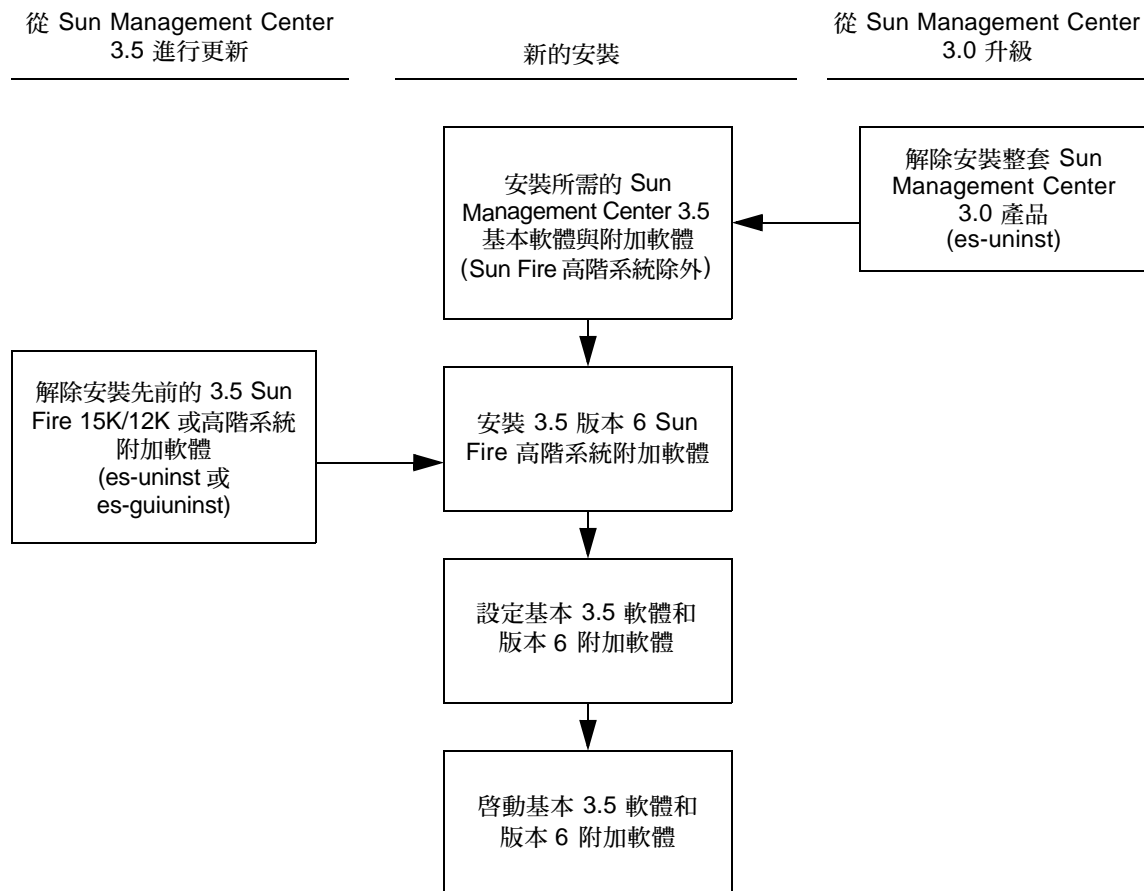 從 Sun Management Center
3.5 進行更新
新的安裝
從 Sun Management Center
3.0 升級
安裝所需的 Sun
Management Center 3.5
基本軟體與附加軟體
(Sun Fire 高階系統除外)
解除安裝整套 Sun
Management Center
3.0 產品
(es-uninst)
解除安裝先前的 3.5 Sun
Fire 15K/12K 或高階系統
附加軟體
(es-uninst 或
es-guiuninst)
安裝 3.5 版本 6 Sun
Fire 高階系統附加軟體
設定基本 3.5 軟體和
版本 6 附加軟體
啓動基本 3.5 軟體和
版本 6 附加軟體